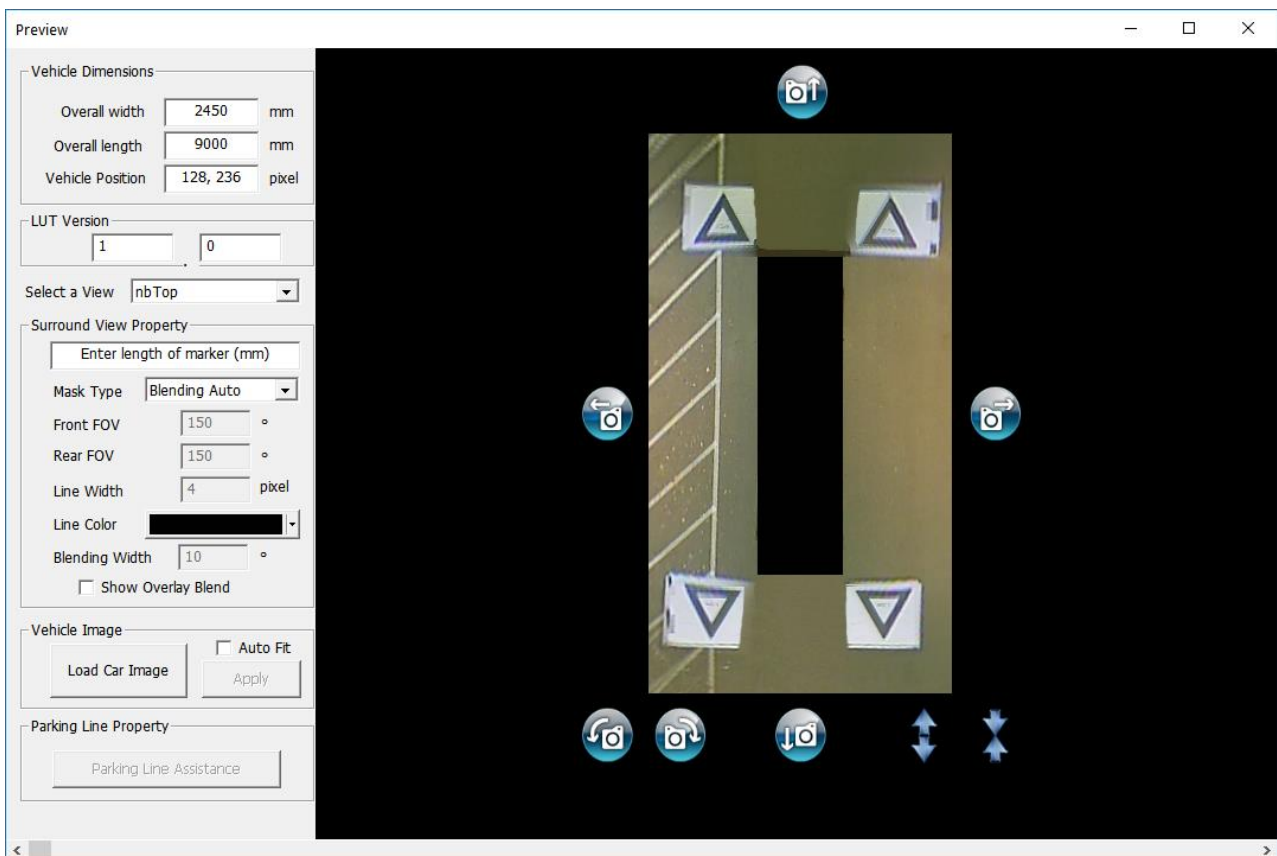 Preview
Vehicle Dimensions
Overall width 2450 mm
Overall length 9000 mm
Vehicle Position 128, 236 pixel
LUT Version
1 . 0
Select a View nbTop
Surround View Property
Enter length of marker (mm)
Mask Type Blending Auto
Front FOV 150 °
Rear FOV 150 °
Line Width 4 pixel
Line Color
Blending Width 10 °
Show Overlay Blend
Vehicle Image
Auto Fit
Load Car Image
Apply
Parking Line Property
Parking Line Assistance